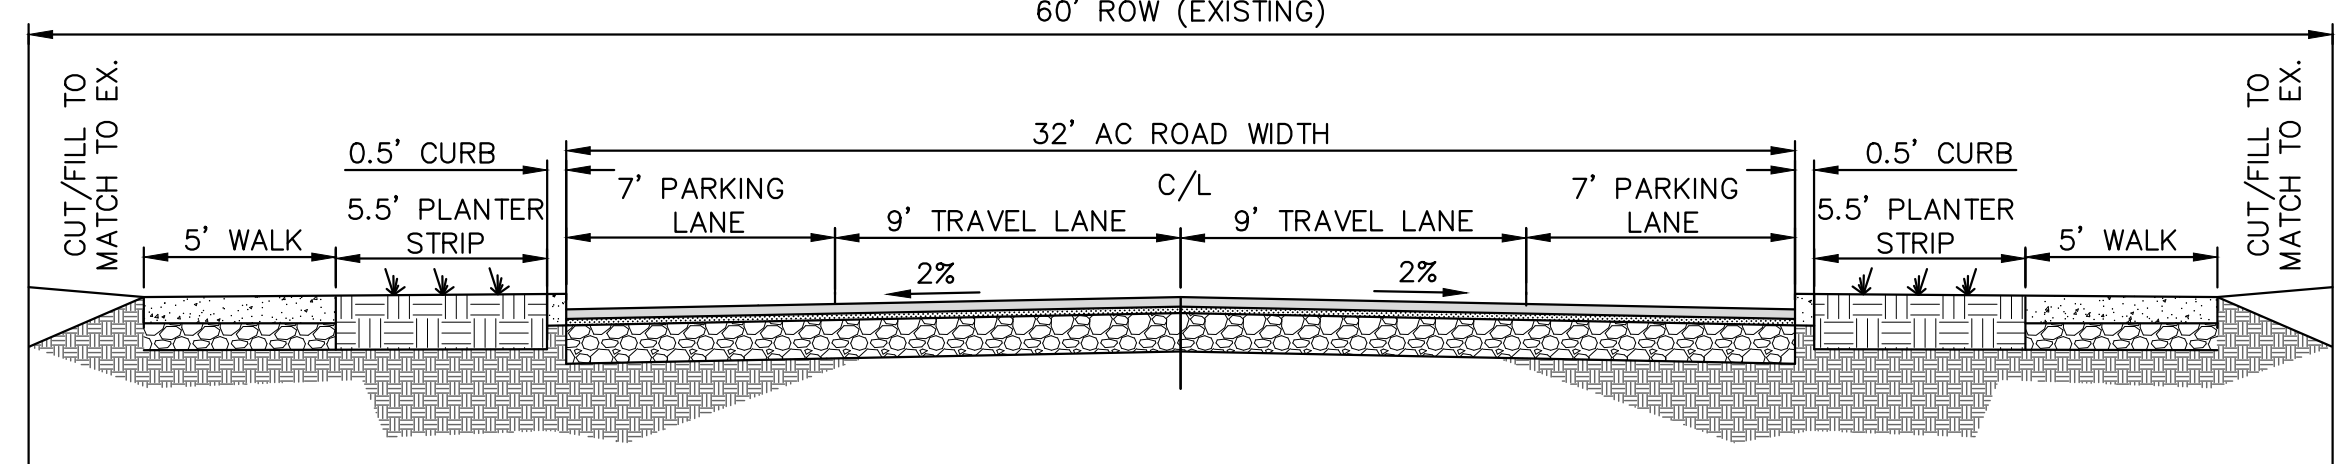 60' ROW (EXISTING)
CUT/FILL TO
MATCH TO EX.
CUT/FILL TO
MATCH TO EX.
32' AC ROAD WIDTH
0.5' CURB
0.5' CURB
7' PARKING
LANE
C/L
7' PARKING
LANE
5.5' PLANTER
STRIP
5.5' PLANTER
STRIP
9' TRAVEL LANE
9' TRAVEL LANE
5' WALK
5' WALK
2%
2%